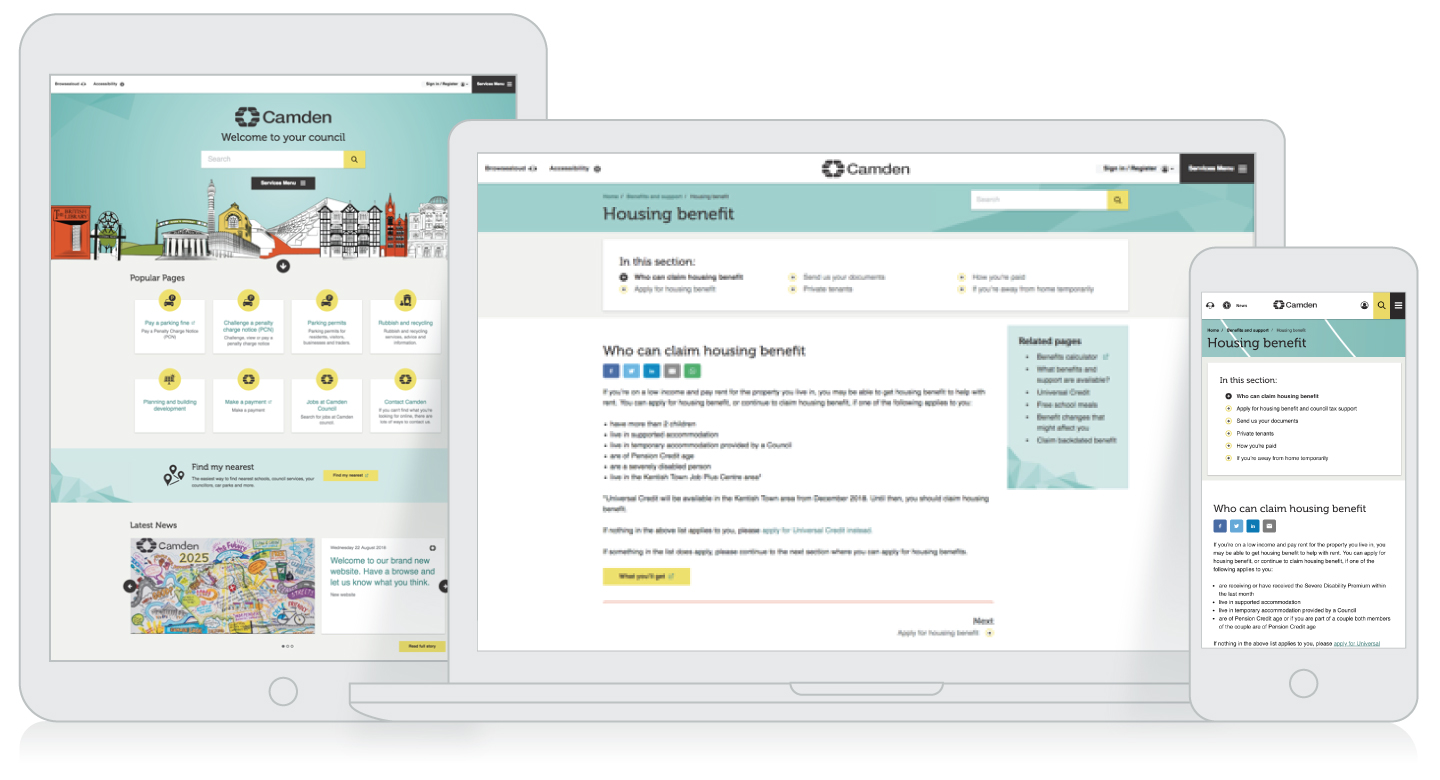 Browsealoud
Accessibility
Sign in / Register
Services Menu
Camden
Welcome to your council
Search
Services Menu
BRITISH
LIBRARY
Popular Pages
Pay a parking fine
Pay a Penalty Charge Notice
(PCN)
Challenge a penalty
charge notice (PCN)
Challenge, view or pay a
penalty charge notice
Parking permits
Parking permits for
residents, visitors,
businesses and traders.
Rubbish and recycling
Rubbish and recycling
services, advice and
information.
Planning and building
development
Make a payment
Make a payment
Jobs at Camden
Council
Search for jobs at Camden
council
Contact Camden
If you can't find what you're
looking for online, there are
lots of ways to contact us.
Find my nearest
The easiest way to find nearest schools, council services, your
councillors, car parks and more.
Find my nearest
Latest News
Camden
2025
The Future
Wednesday 22 August 2018
Welcome to our brand new
website. Have a browse and
let us know what you think.
New website
Read full story
Browsealoud
Accessibility
Camden
Sign in / Register
Services Menu
Home / Benefits and support / Housing benefit
Housing benefit
Search
In this section:
Who can claim housing benefit
Send us your documents
How you're paid
Apply for housing benefit
Private tenants
If you're away from home temporarily
Who can claim housing benefit
If you're on a low income and pay rent for the property you live in, you may be able to get housing benefit to help with
rent. You can apply for housing benefit, or continue to claim housing benefit, if one of the following applies to you:
• have more than 2 children
• live in supported accommodation
• live in temporary accommodation provided by a Council
• are of Pension Credit age
• are a severely disabled person
• live in the Kentish Town Job Plus Centre area*
*Universal Credit will be available in the Kentish Town area from December 2018. Until then, you should claim housing
benefit.
If nothing in the above list applies to you, please apply for Universal Credit instead.
If something in the list does apply, please continue to the next section where you can apply for housing benefits.
What you'll get
Next
Apply for housing benefit
Related pages
• Benefits calculator
• What benefits and
support are available?
• Universal Credit
• Free school meals
• Benefit changes that
might affect you
• Claim backdated benefit
News
Camden
Home / Benefits and support / Housing benefit
Housing benefit
In this section:
Who can claim housing benefit
Apply for housing benefit and council tax support
Send us your documents
Private tenants
How you're paid
If you're away from home temporarily
Who can claim housing benefit
If you're on a low income and pay rent for the property you live in, you
may be able to get housing benefit to help with rent. You can apply for
housing benefit, or continue to claim housing benefit, if one of the
following applies to you:
• are receiving or have received the Severe Disability Premium within
the last month
• live in supported accommodation
• live in temporary accommodation provided by a Council
• are of Pension Credit age or if you are part of a couple both members
of the couple are of Pension Credit age
If nothing in the above list applies to you, please apply for Universal